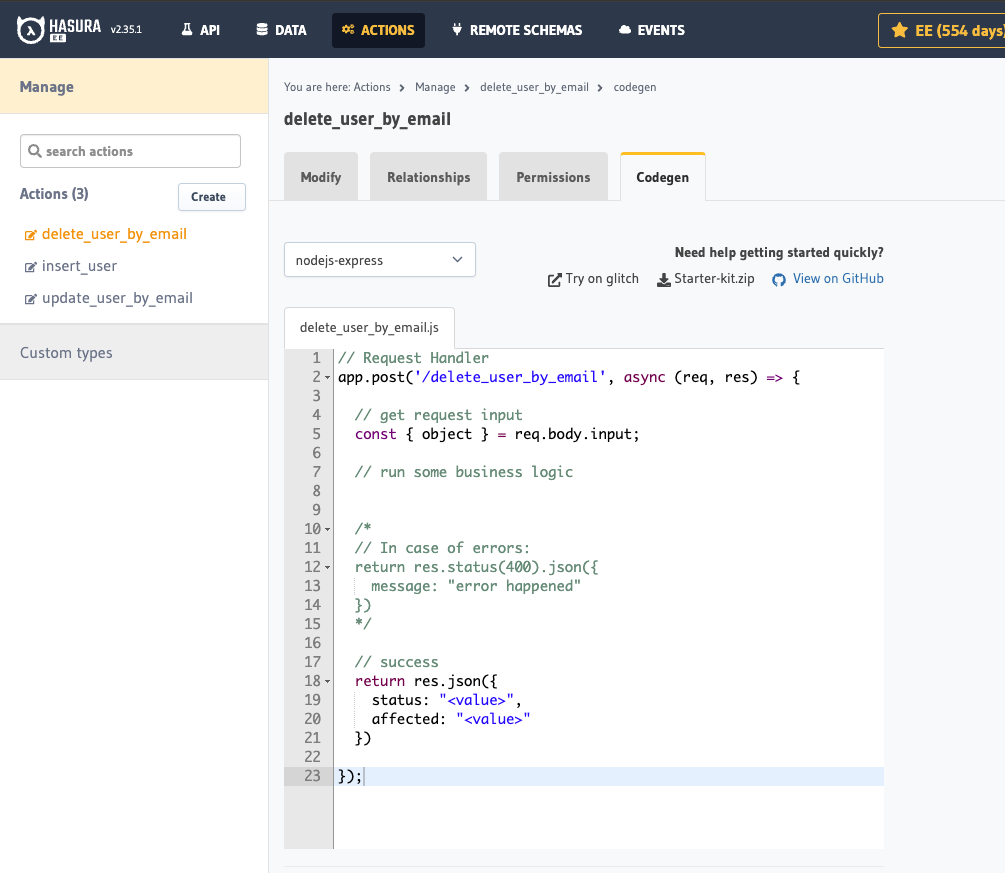 HASURA EE v2.35.1 API DATA ACTIONS REMOTE SCHEMAS EVENTS EE (554 days)
Manage
search actions
Actions (3) Create
delete_user_by_email
insert_user
update_user_by_email
Custom types
You are here: Actions > Manage > delete_user_by_email > codegen
delete_user_by_email
Modify Relationships Permissions Codegen
nodejs-express
Need help getting started quickly?
Try on glitch Starter-kit.zip View on GitHub
delete_user_by_email.js
1 // Request Handler
2 app.post('/delete_user_by_email', async (req, res) => {
3
4 // get request input
5 const { object } = req.body.input;
6
7 // run some business logic
8
9
10 /*
11 // In case of errors:
12 return res.status(400).json({
13 message: "error happened"
14 })
15 */
16
17 // success
18 return res.json({
19 status: "<value>",
20 affected: "<value>"
21 })
22
23 });